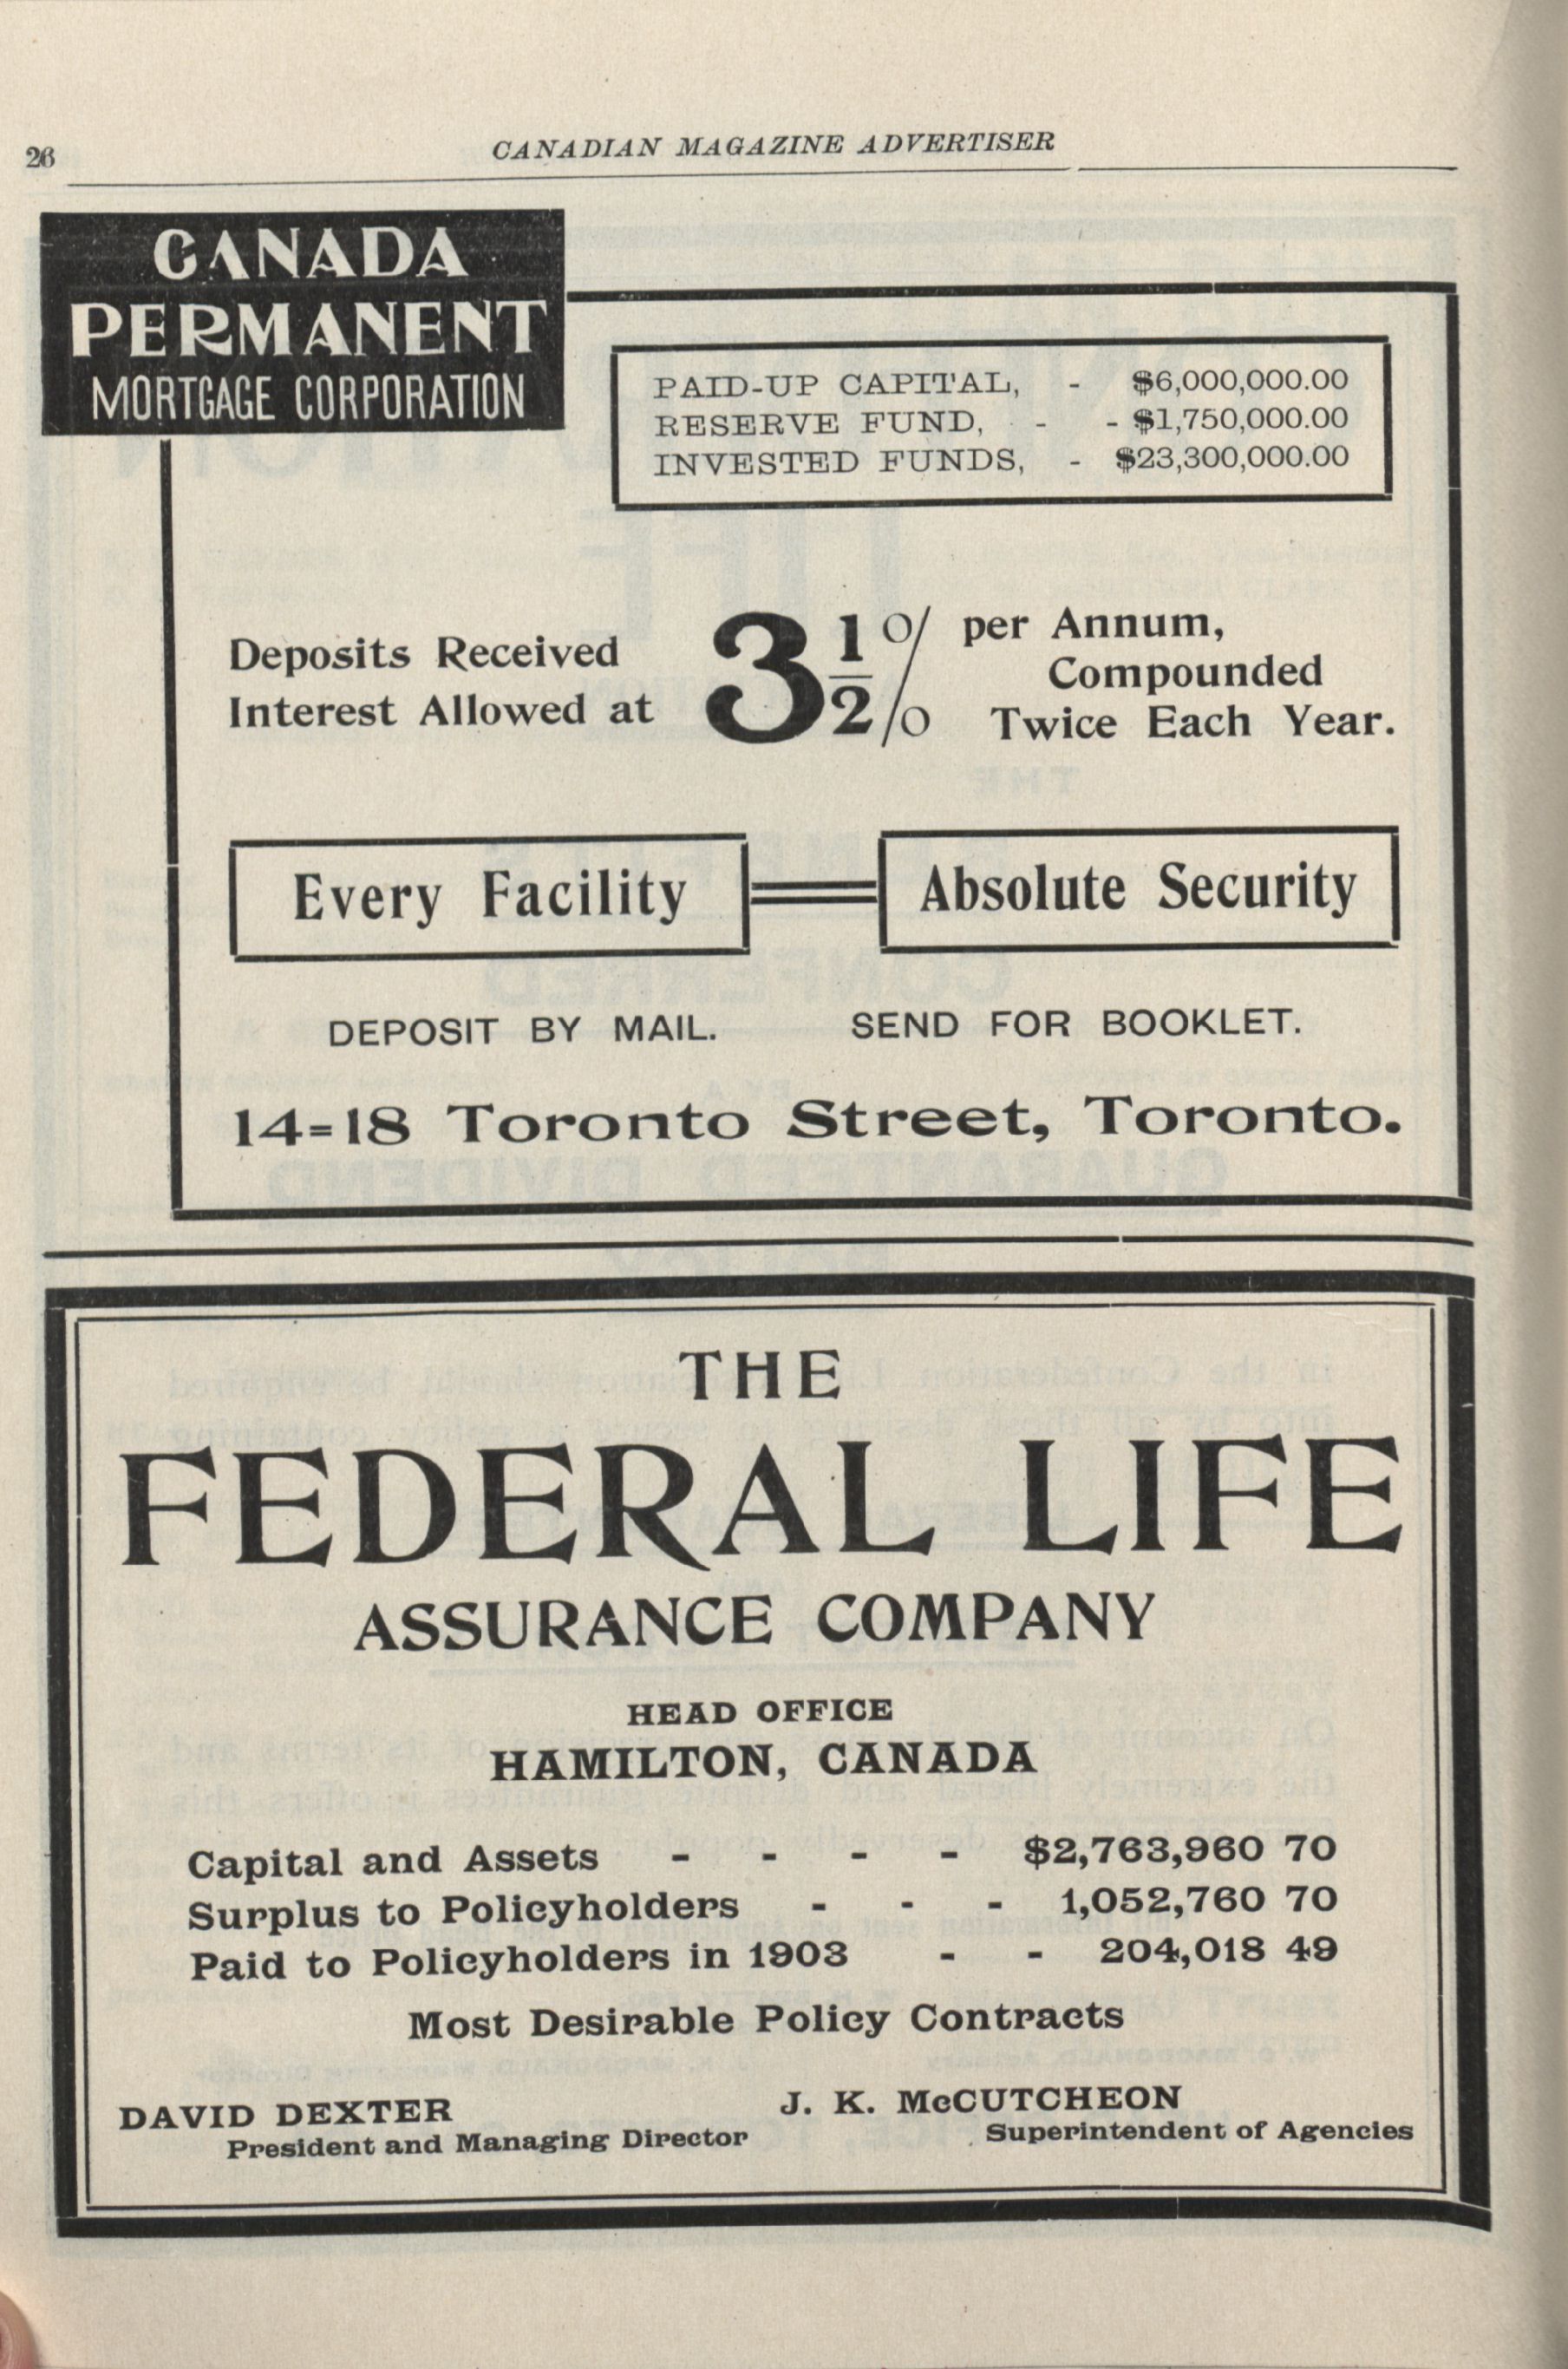 26
CANADIAN MAGAZINE ADVERTISER
CANADA
PERMANENT
MORTGAGE CORPORATION
PAID-UP CAPITAL, - $6,000,000.00
RESERVE FUND, - - $1,750,000.00
INVESTED FUNDS, - $23,300,000.00
Deposits Received
Interest Allowed at
3½%
per Annum,
Compounded
Twice Each Year.
Every Facility
Absolute Security
DEPOSIT BY MAIL. SEND FOR BOOKLET.
14=18 Toronto Street, Toronto.
THE
FEDERAL LIFE
ASSURANCE COMPANY
HEAD OFFICE
HAMILTON, CANADA
Capital and Assets - - - - $2,763,960 70
Surplus to Policyholders - - - 1,052,760 70
Paid to Policyholders in 1903 - - 204,018 49
Most Desirable Policy Contracts
DAVID DEXTER
President and Managing Director
J. K. McCUTCHEON
Superintendent of Agencies